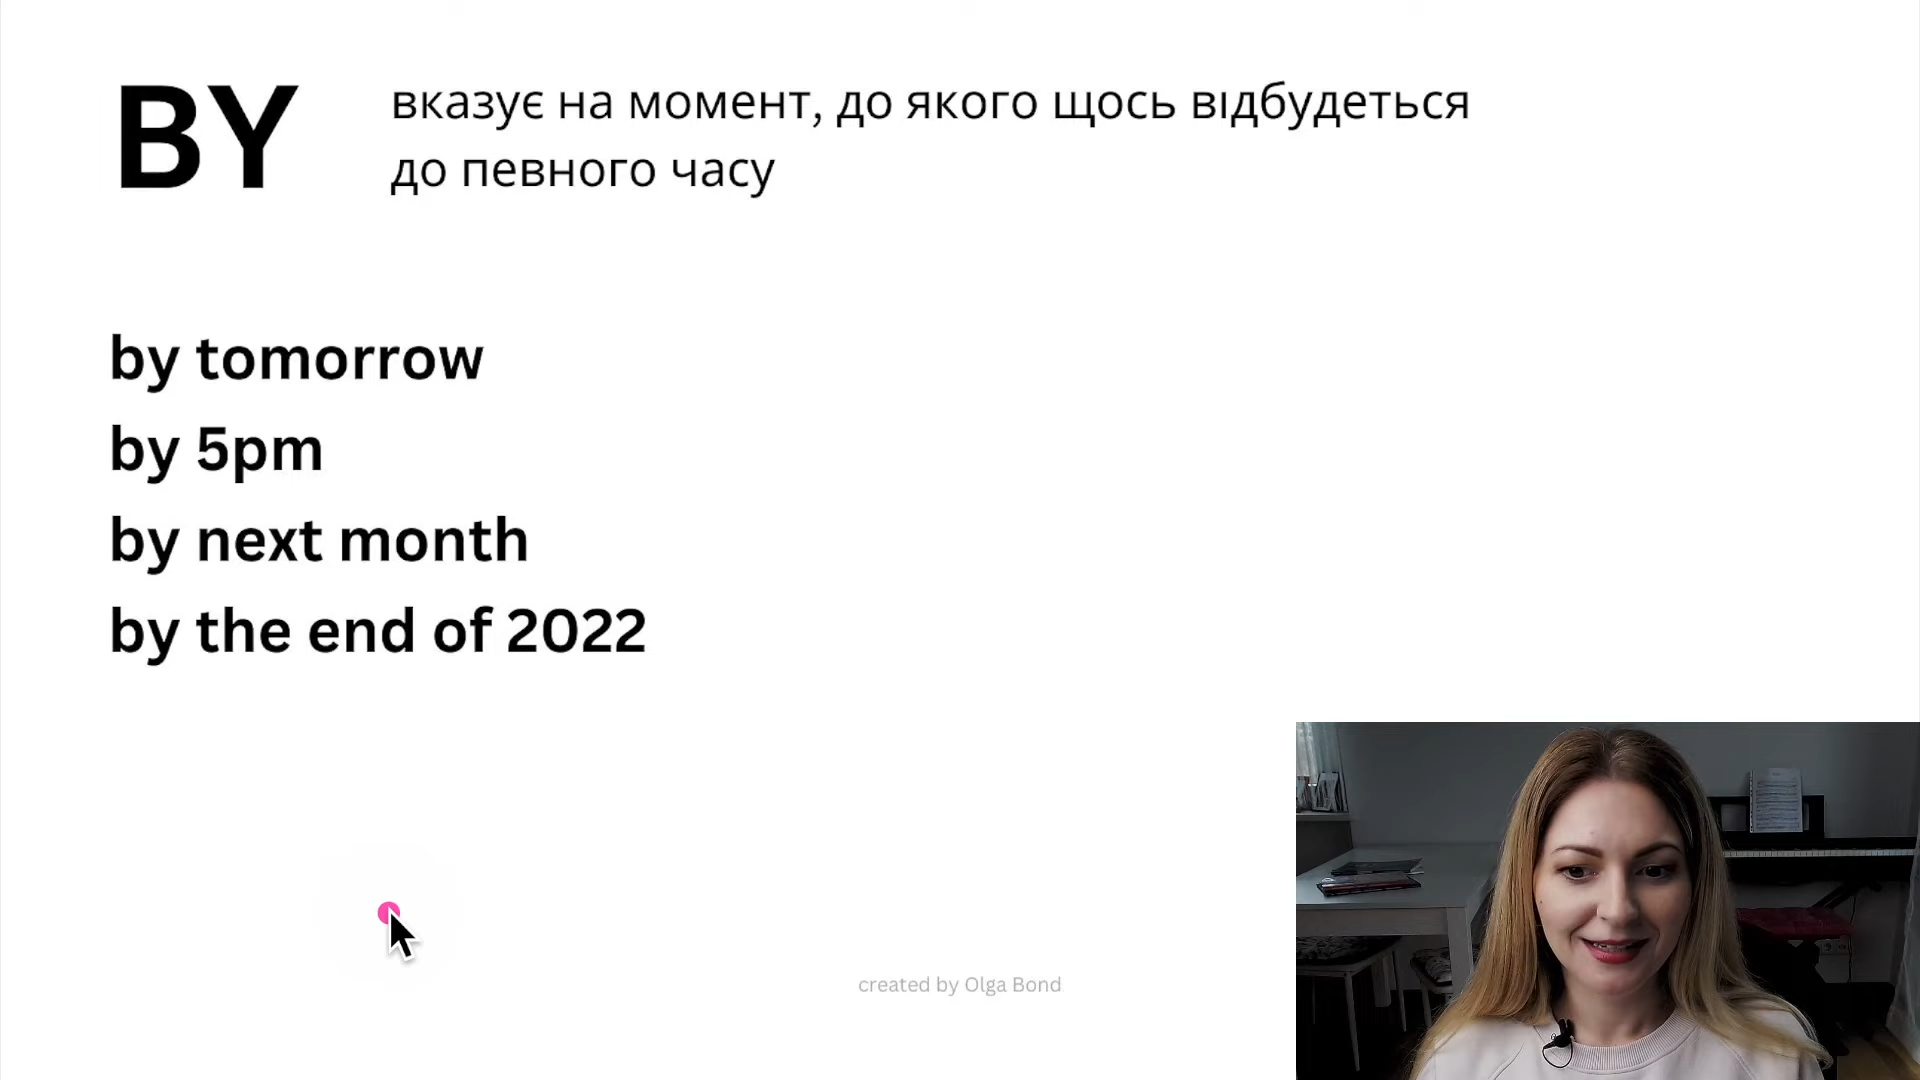 BY
вказує на момент, до якого щось відбудеться
до певного часу
by tomorrow
by 5pm
by next month
by the end of 2022
created by Olga Bond